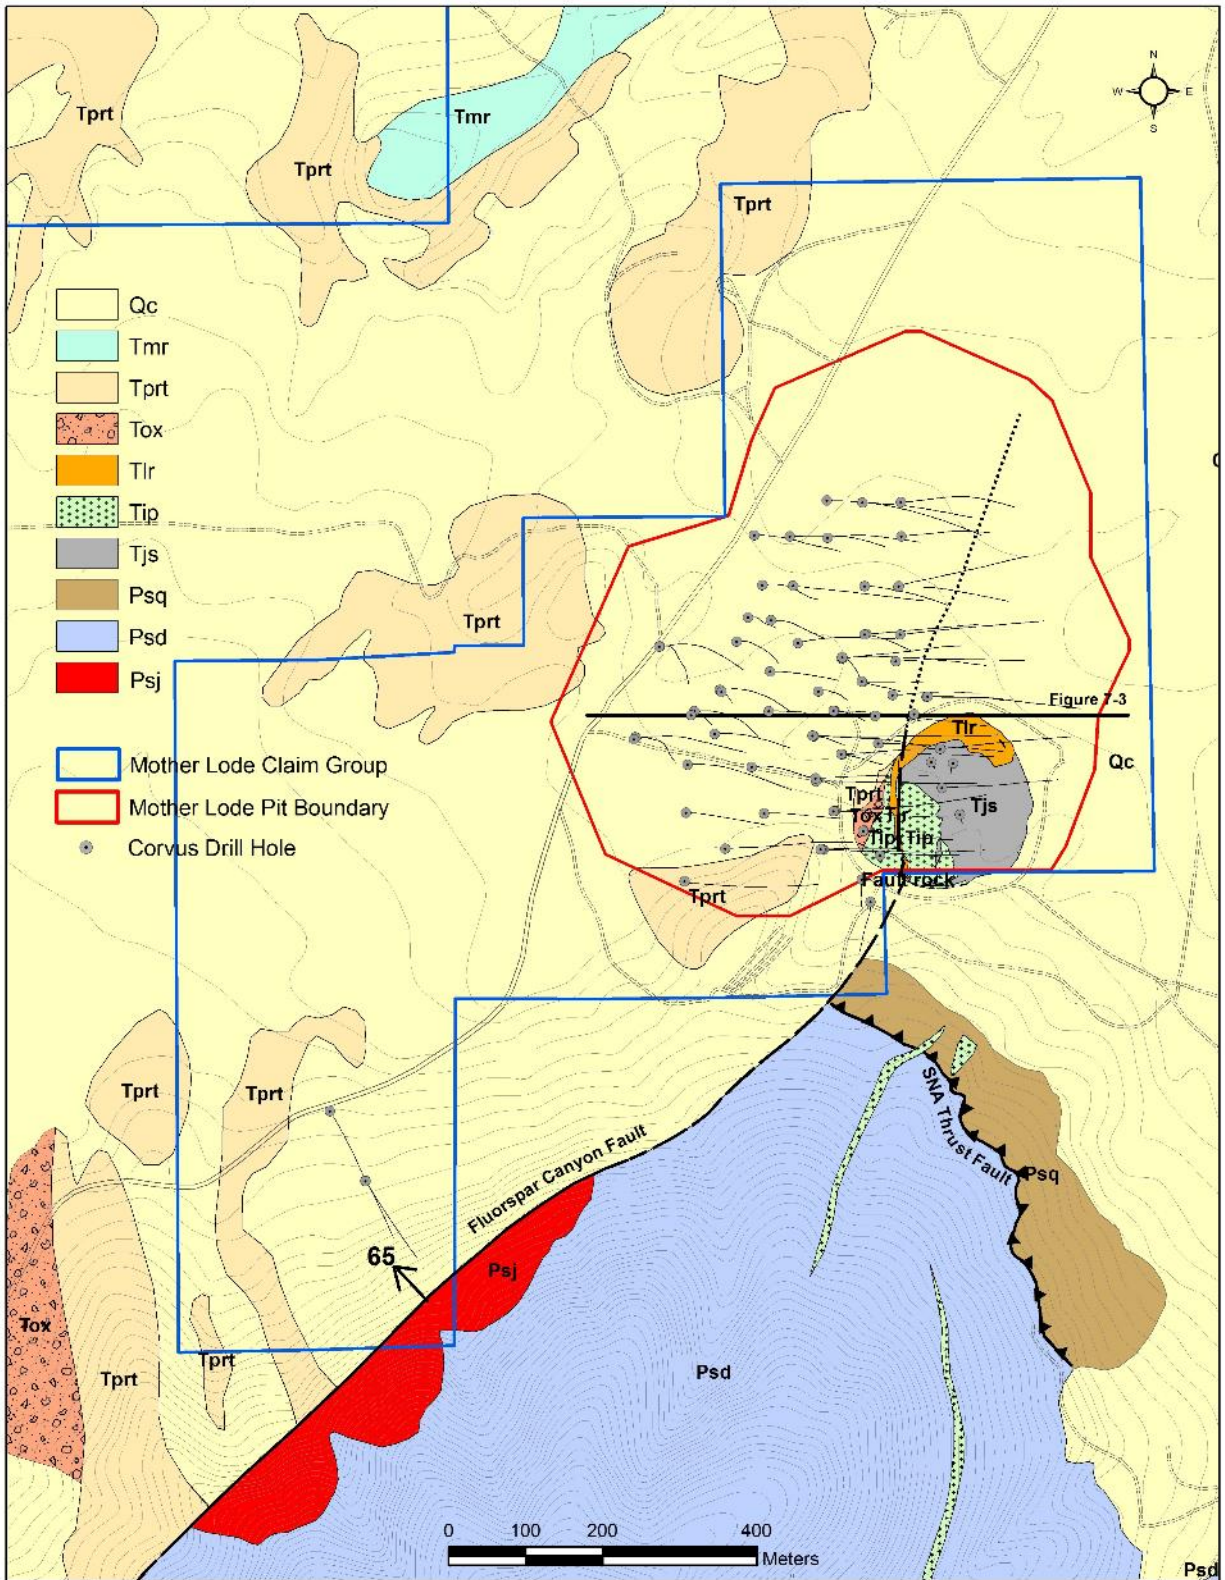 N
W E
S
Tprt
Tmr
Tprt
Tprt
Qc
Tmr
Tprt
Tox
Tlr
Tip
Tjs
Psq
Psd
Psj
Mother Lode Claim Group
Mother Lode Pit Boundary
Corvus Drill Hole
Tprt
Figure 7-3
Tlr
Qc
Tprt
Tjs
Tox
Tip
Tip
Fault rock
Tprt
Tprt
Tprt
SNA Thrust Fault
Psq
Fluorspar Canyon Fault
65
Psj
Tox
Tprt
Tprt
Psd
0 100 200 400
Meters
Psd